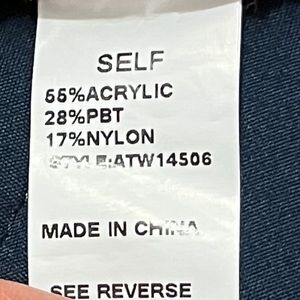 SELF
55%ACRYLIC
28%PBT
17%NYLON
STYLE:ATW14506
MADE IN CHINA
SEE REVERSE